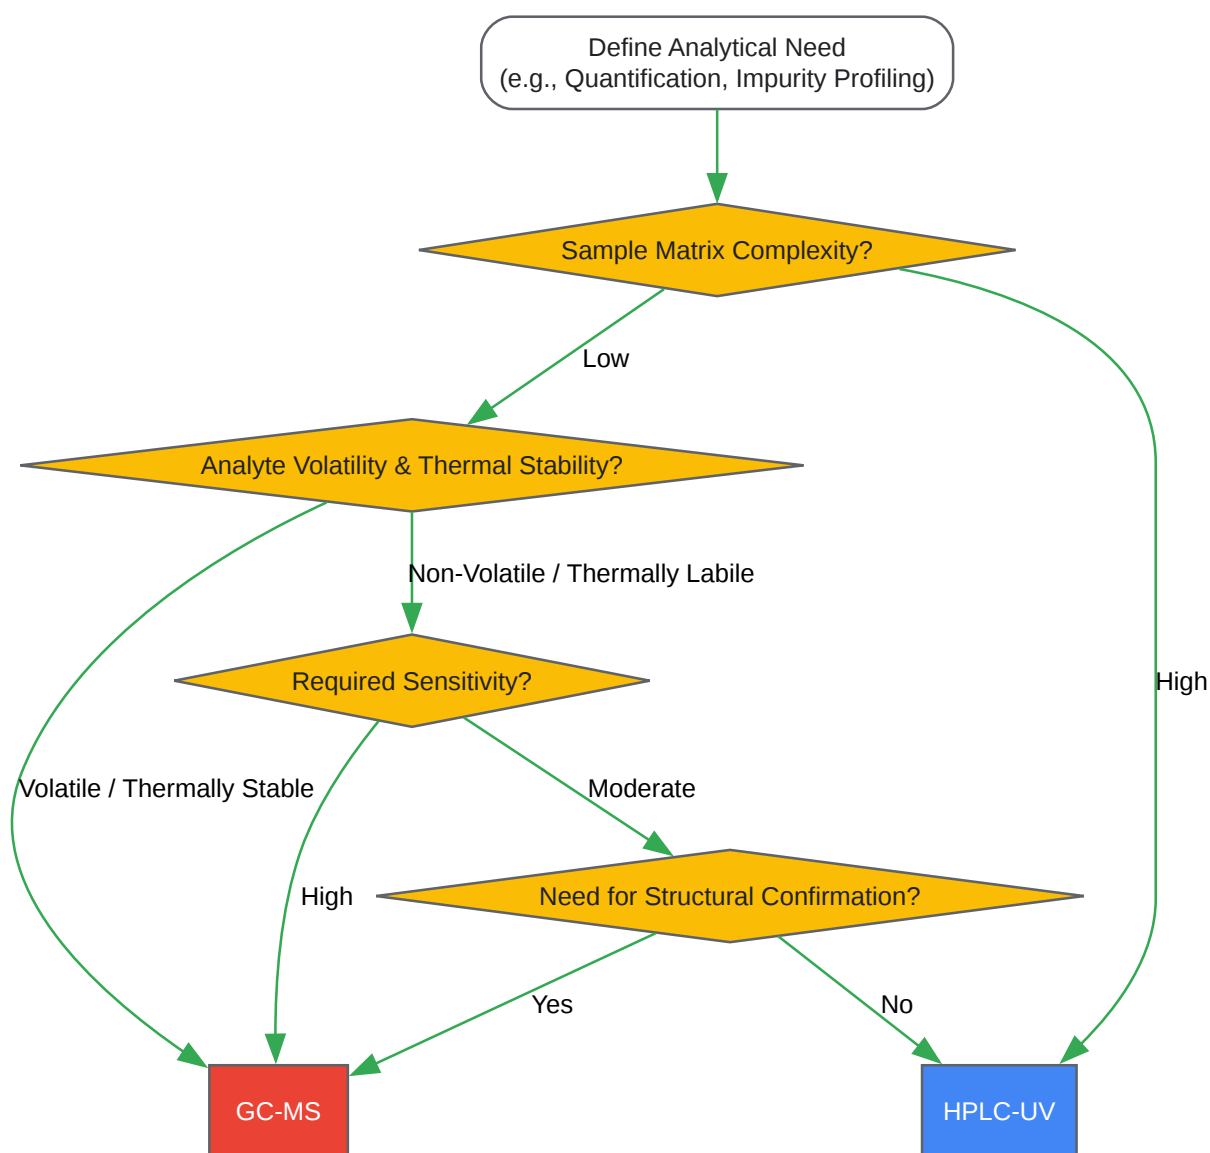 Define Analytical Need
(e.g., Quantification, Impurity Profiling)
Sample Matrix Complexity?
Low
Analyte Volatility & Thermal Stability?
Non-Volatile / Thermally Labile
Required Sensitivity?
High
Volatile / Thermally Stable
Moderate
High
Need for Structural Confirmation?
Yes
No
GC-MS
HPLC-UV